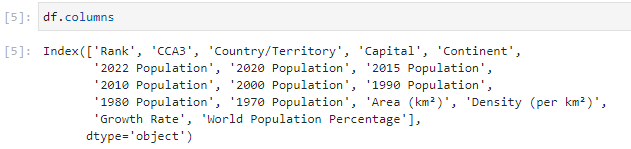 [5]: df.columns
[5]: Index(['Rank', 'CCA3', 'Country/Territory', 'Capital', 'Continent',
'2022 Population', '2020 Population', '2015 Population',
'2010 Population', '2000 Population', '1990 Population',
'1980 Population', '1970 Population', 'Area (km²)', 'Density (per km²)',
'Growth Rate', 'World Population Percentage'],
dtype='object')